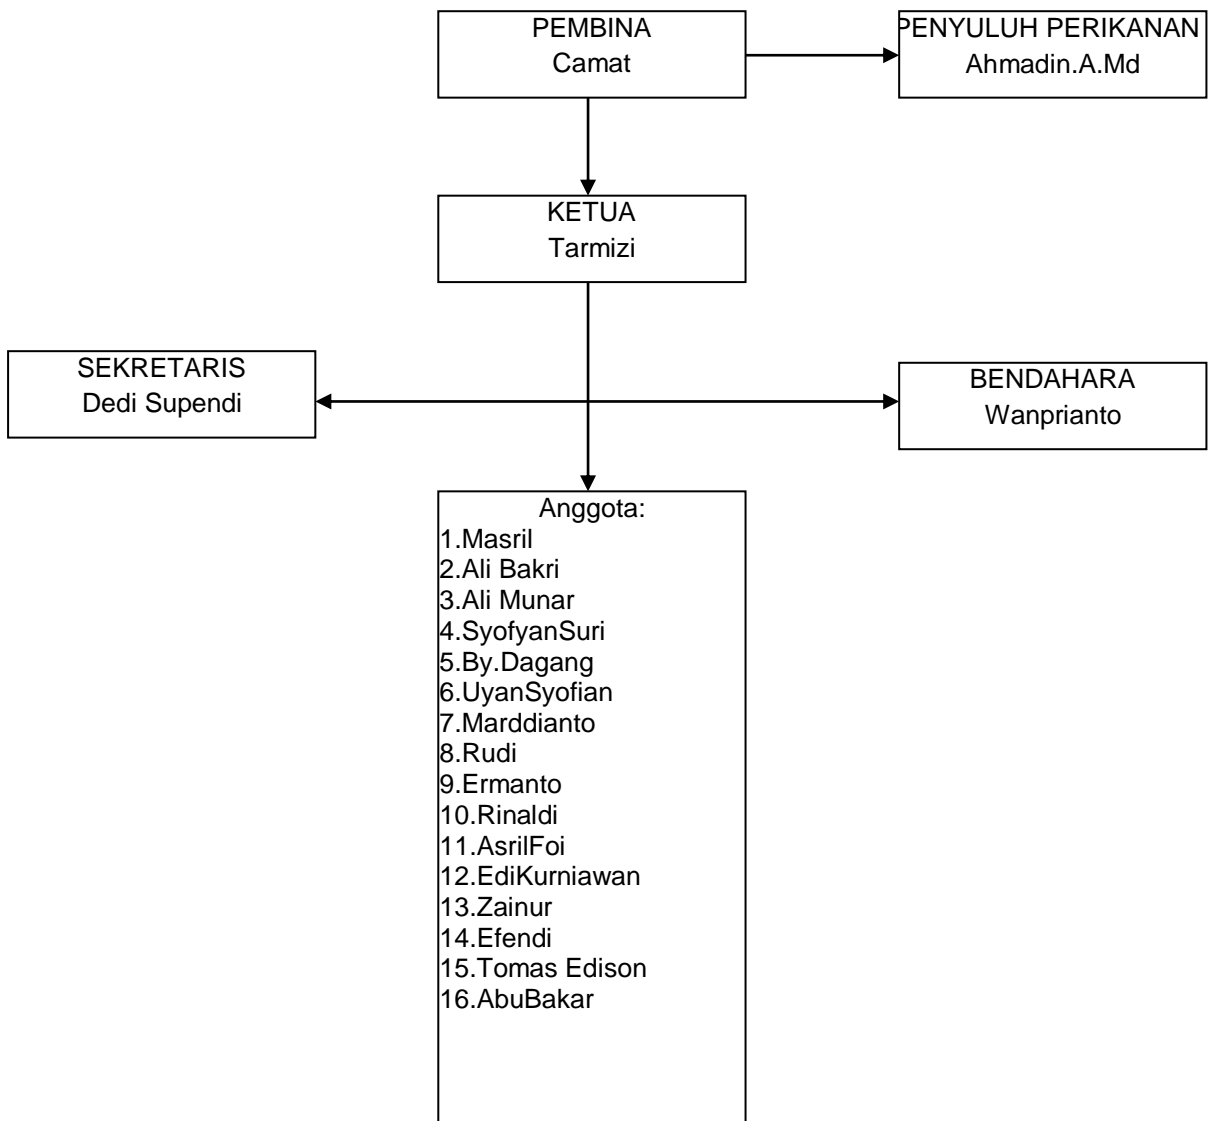 PEMBINA
Camat
PENYULUH PERIKANAN
Ahmadin.A.Md
KETUA
Tarmizi
SEKRETARIS
Dedi Supendi
BENDAHARA
Wanprianto
Anggota:
1.Masril
2.Ali Bakri
3.Ali Munar
4.SyofyanSuri
5.By.Dagang
6.UyanSyofian
7.Marddianto
8.Rudi
9.Ermanto
10.Rinaldi
11.AsrilFoi
12.EdiKurniawan
13.Zainur
14.Efendi
15.Tomas Edison
16.AbuBakar